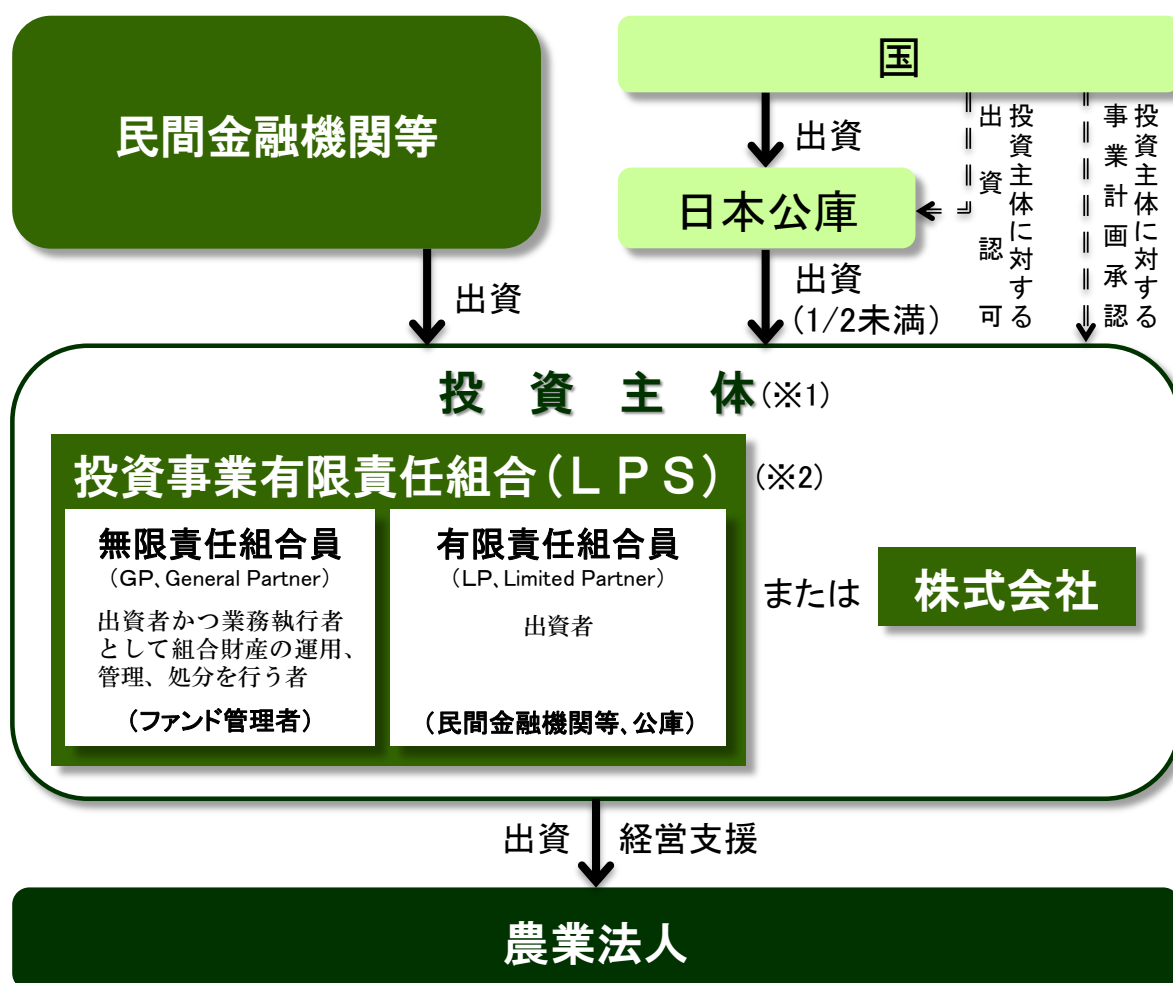 民間金融機関等
国
出資
投資主体に対する
出資認可
投資主体に対する
事業計画承認
日本公庫
出資
出資
(1/2未満)
投資主体(※1)
投資事業有限責任組合(LPS)
(※2)
無限責任組合員
(GP、General Partner)
出資者かつ業務執行者
として組合財産の運用、
管理、処分を行う者
(ファンド管理者)
有限責任組合員
(LP、Limited Partner)
出資者
(民間金融機関等、公庫)
または
株式会社
出資
経営支援
農業法人